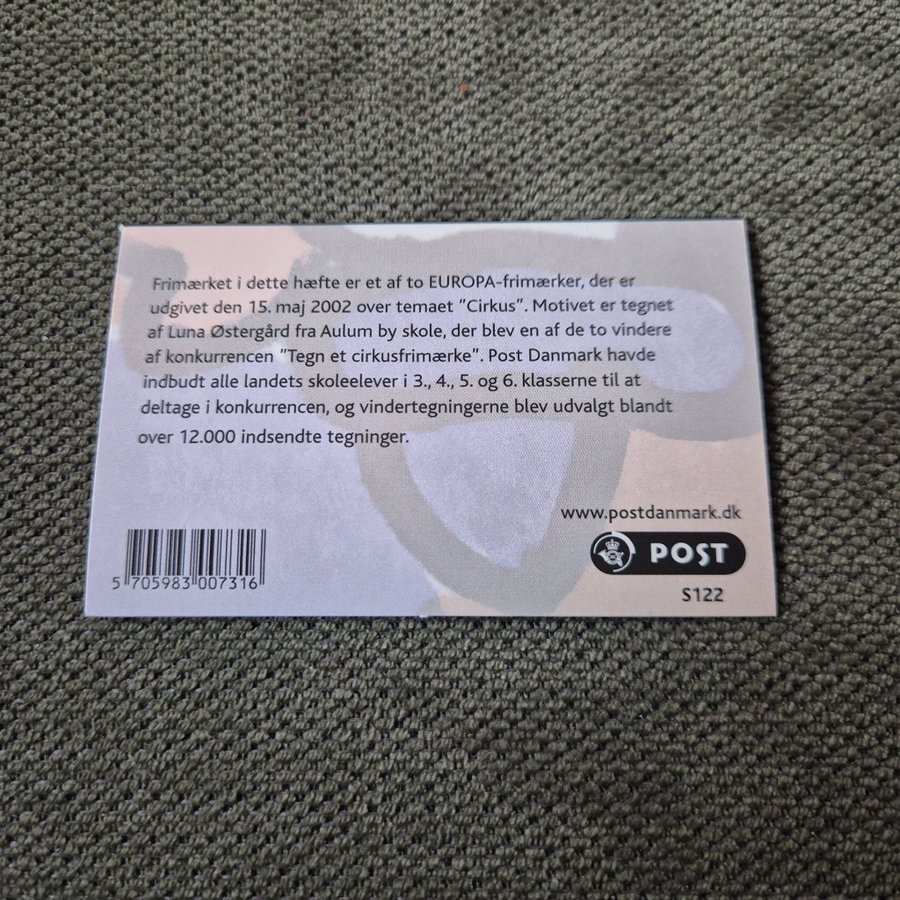 Frimærket i dette hæfte er et af to EUROPA-frimærker, der er
udgivet den 15. maj 2002 over temaet "Cirkus". Motivet er tegnet
af Luna Østergård fra Aulum by skole, der blev en af de to vindere
af konkurrencen "Tegn et cirkusfrimærke". Post Danmark havde
indbudt alle landets skoleelever i 3., 4., 5. og 6. klasserne til at
deltage i konkurrencen, og vindertegningerne blev udvalgt blandt
over 12.000 indsendte tegninger.
www.postdanmark.dk
POST
S122
5 705983 007316